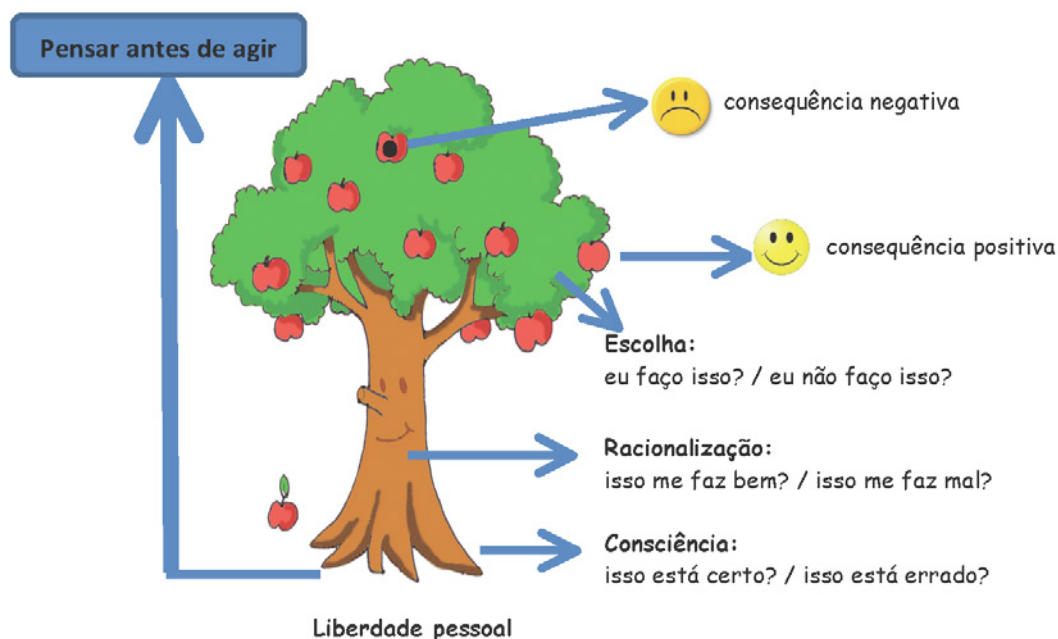 Pensar antes de agir
consequência negativa
consequência positiva
Escolha:
eu faço isso? / eu não faço isso?
Racionalização:
isso me faz bem? / isso me faz mal?
Consciência:
isso está certo? / isso está errado?
Liberdade pessoal